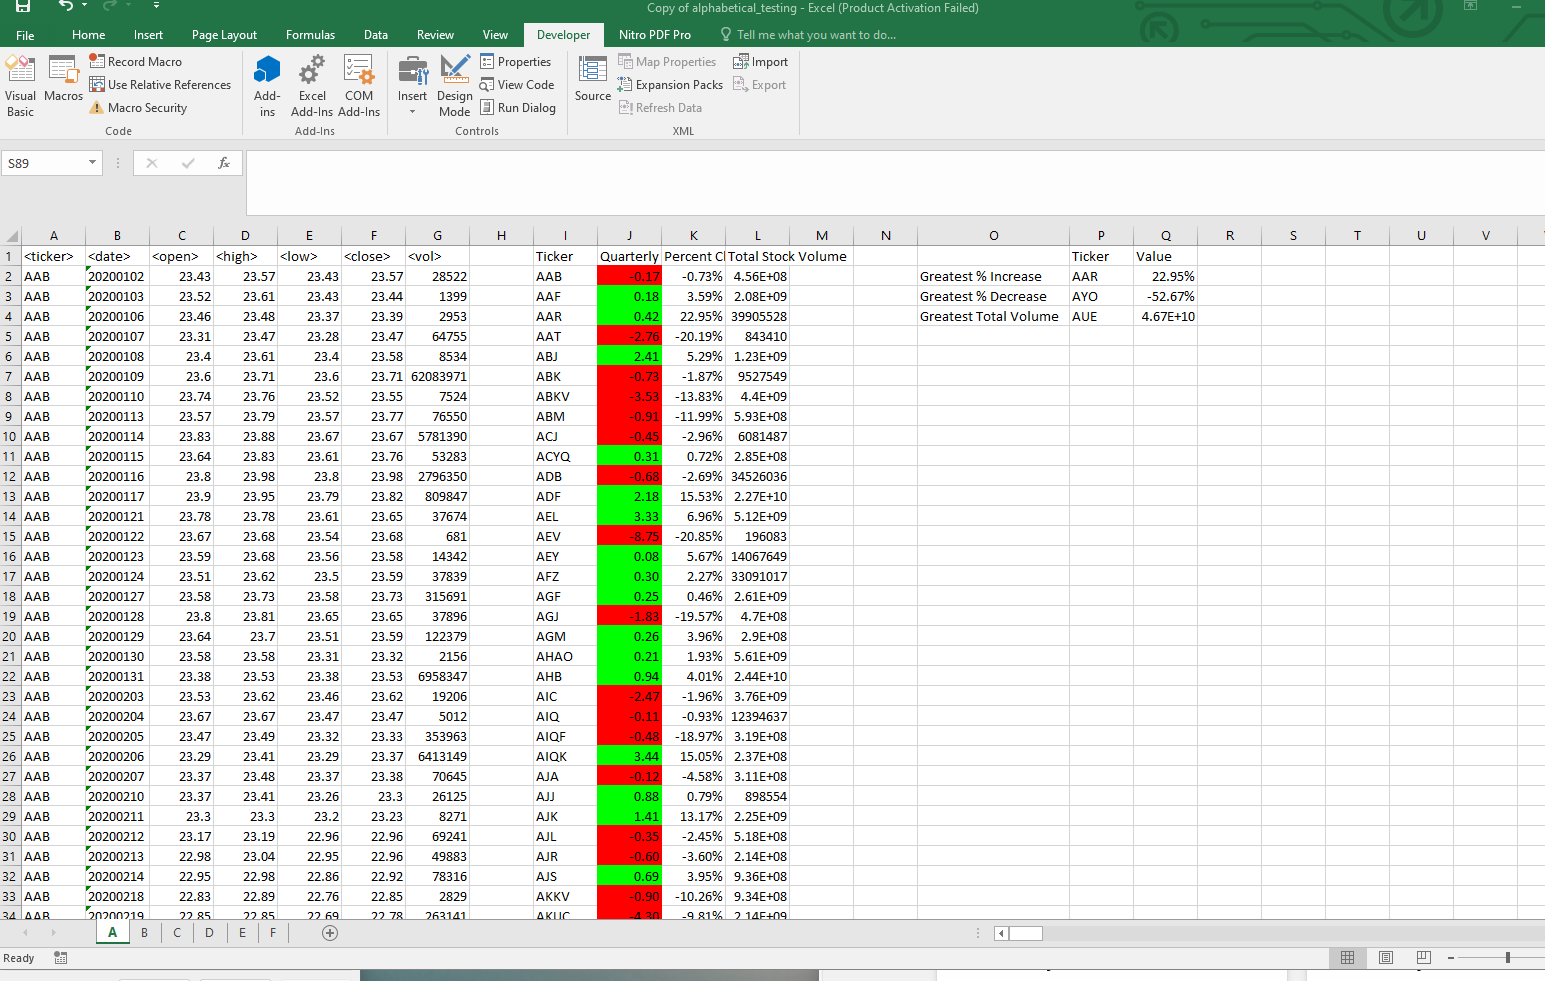 Copy of alphabetical_testing - Excel (Product Activation Failed)
File Home Insert Page Layout Formulas Data Review View Developer Nitro PDF Pro Tell me what you want to do...
Visual Basic
Macros
Record Macro
Use Relative References
Macro Security
Code
Add-ins
Excel Add-Ins
COM Add-Ins
Add-Ins
Insert
Design Mode
Properties
View Code
Run Dialog
Controls
Source
Map Properties
Expansion Packs
Refresh Data
Import
Export
XML
S89 fx
A B C D E F G H I J K L M N O P Q R S T U V
1 <ticker> <date> <open> <high> <low> <close> <vol> Ticker Quarterly Percent Cl Total Stock Volume Ticker Value
2 AAB 20200102 23.43 23.57 23.43 23.57 28522 AAB -0.17 -0.73% 4.56E+08 Greatest % Increase AAR 22.95%
3 AAB 20200103 23.52 23.61 23.43 23.44 1399 AAF 0.18 3.59% 2.08E+09 Greatest % Decrease AYO -52.67%
4 AAB 20200106 23.46 23.48 23.37 23.39 2953 AAR 0.42 22.95% 39905528 Greatest Total Volume AUE 4.67E+10
5 AAB 20200107 23.31 23.47 23.28 23.47 64755 AAT -2.76 -20.19% 843410
6 AAB 20200108 23.4 23.61 23.4 23.58 8534 ABJ 2.41 5.29% 1.23E+09
7 AAB 20200109 23.6 23.71 23.6 23.71 62083971 ABK -0.73 -1.87% 9527549
8 AAB 20200110 23.74 23.76 23.52 23.55 7524 ABKV -3.53 -13.83% 4.4E+09
9 AAB 20200113 23.57 23.79 23.57 23.77 76550 ABM -0.91 -11.99% 5.93E+08
10 AAB 20200114 23.83 23.88 23.67 23.67 5781390 ACJ -0.45 -2.96% 6081487
11 AAB 20200115 23.64 23.83 23.61 23.76 53283 ACYQ 0.31 0.72% 2.85E+08
12 AAB 20200116 23.8 23.98 23.8 23.98 2796350 ADB -0.68 -2.69% 34526036
13 AAB 20200117 23.9 23.95 23.79 23.82 809847 ADF 2.18 15.53% 2.27E+10
14 AAB 20200121 23.78 23.78 23.61 23.65 37674 AEL 3.33 6.96% 5.12E+09
15 AAB 20200122 23.67 23.68 23.54 23.68 681 AEV -8.75 -20.85% 196083
16 AAB 20200123 23.59 23.68 23.56 23.58 14342 AEY 0.08 5.67% 14067649
17 AAB 20200124 23.51 23.62 23.5 23.59 37839 AFZ 0.30 2.27% 33091017
18 AAB 20200127 23.58 23.73 23.58 23.73 315691 AGF 0.25 0.46% 2.61E+09
19 AAB 20200128 23.8 23.81 23.65 23.65 37896 AGJ -1.83 -19.57% 4.7E+08
20 AAB 20200129 23.64 23.7 23.51 23.59 122379 AGM 0.26 3.96% 2.9E+08
21 AAB 20200130 23.58 23.58 23.31 23.32 2156 AHAO 0.21 1.93% 5.61E+09
22 AAB 20200131 23.38 23.53 23.38 23.53 6958347 AHB 0.94 4.01% 2.44E+10
23 AAB 20200203 23.53 23.62 23.46 23.62 19206 AIC -2.47 -1.96% 3.76E+09
24 AAB 20200204 23.67 23.67 23.47 23.47 5012 AIQ -0.11 -0.93% 12394637
25 AAB 20200205 23.47 23.49 23.32 23.33 353963 AIQF -0.48 -18.97% 3.19E+08
26 AAB 20200206 23.29 23.41 23.29 23.37 6413149 AIQK 3.44 15.05% 2.37E+08
27 AAB 20200207 23.37 23.48 23.37 23.38 70645 AJA -0.12 -4.58% 3.11E+08
28 AAB 20200210 23.37 23.41 23.26 23.3 26125 AJJ 0.88 0.79% 898554
29 AAB 20200211 23.3 23.3 23.2 23.23 8271 AJK 1.41 13.17% 2.25E+09
30 AAB 20200212 23.17 23.19 22.96 22.96 69241 AJL -0.35 -2.45% 5.18E+08
31 AAB 20200213 22.98 23.04 22.95 22.96 49883 AJR -0.60 -3.60% 2.14E+08
32 AAB 20200214 22.95 22.98 22.86 22.92 78316 AJS 0.69 3.95% 9.36E+08
33 AAB 20200218 22.83 22.89 22.76 22.85 2829 AKKV -0.90 -10.26% 9.34E+08
34 AAB 20200219 22.85 22.85 22.69 22.78 263141 AKUC -4.30 -9.81% 2.14E+09
A B C D E F
Ready